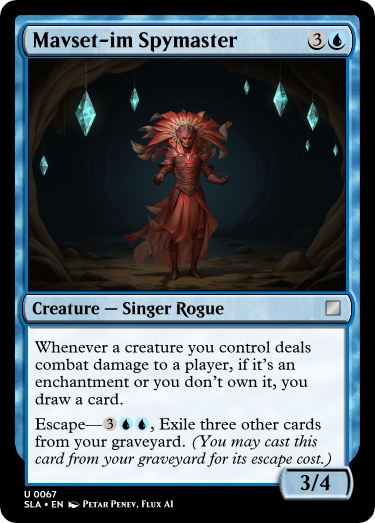 Mavset-im Spymaster 3
Creature — Singer Rogue
Whenever a creature you control deals
combat damage to a player, if it's an
enchantment or you don't own it, you
draw a card.
Escape—3, Exile three other cards
from your graveyard. (You may cast this
card from your graveyard for its escape cost.)
3/4
U 0067
SLA • EN Petar Penev, Flux AI